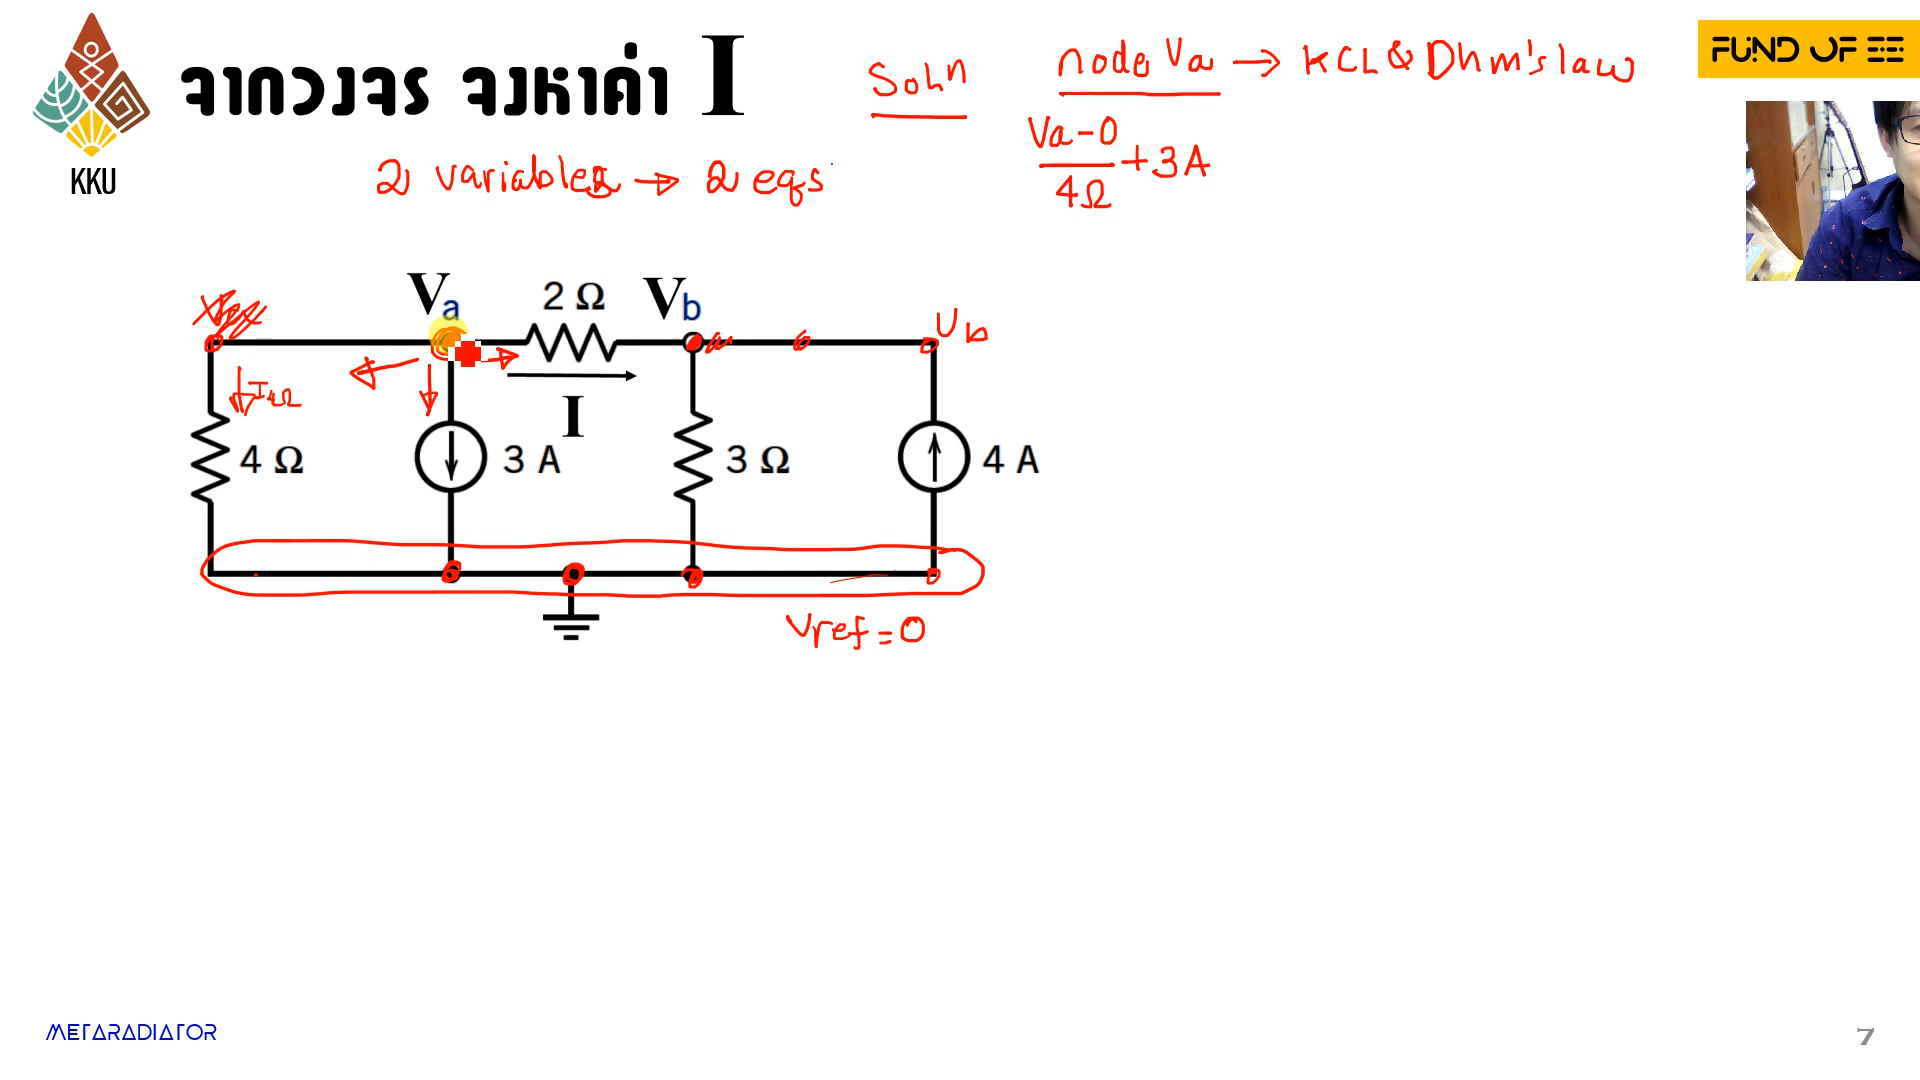 จากวงจร จงหาค่า I
Soln
node Va → KCL & Ohm's law
FUND OF EE
KKU
2 variables → 2 eqs
Va-0
4Ω
+3A
Va
2 Ω
Vb
Vb
I4Ω
I
4 Ω
3 A
3 Ω
4 A
Vref = 0
METARADIATOR
7